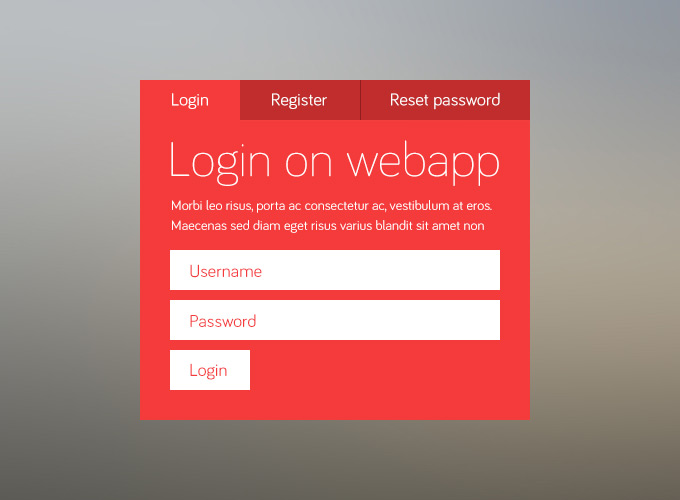 Login Register Reset password
Login on webapp
Morbi leo risus, porta ac consectetur ac, vestibulum at eros.
Maecenas sed diam eget risus varius blandit sit amet non
Username
Password
Login